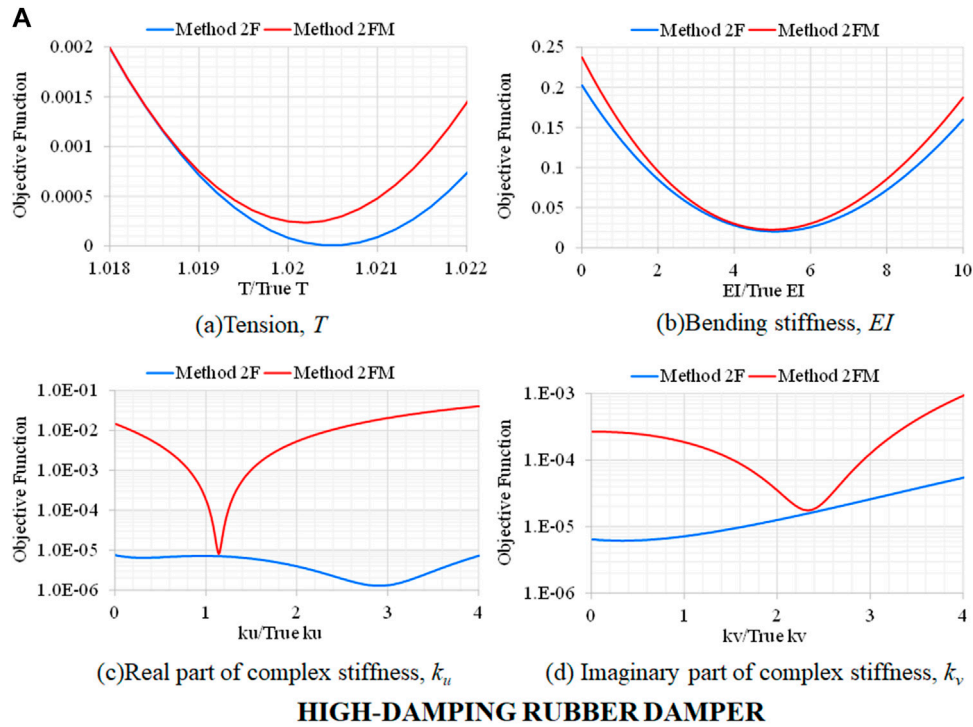 A
Method 2F Method 2FM
0.002
0.0015
0.001
0.0005
0
Objective Function
1.018 1.019 1.02 1.021 1.022
T/True T
(a)Tension, T
Method 2F Method 2FM
0.25
0.2
0.15
0.1
0.05
0
Objective Function
0 2 4 6 8 10
EI/True EI
(b)Bending stiffness, EI
Method 2F Method 2FM
1.0E-01
1.0E-02
1.0E-03
1.0E-04
1.0E-05
1.0E-06
Objective Function
0 1 2 3 4
ku/True ku
(c)Real part of complex stiffness, ku
Method 2F Method 2FM
1.E-03
1.E-04
1.E-05
1.E-06
Objective Function
0 1 2 3 4
kv/True kv
(d) Imaginary part of complex stiffness, kv
HIGH-DAMPING RUBBER DAMPER